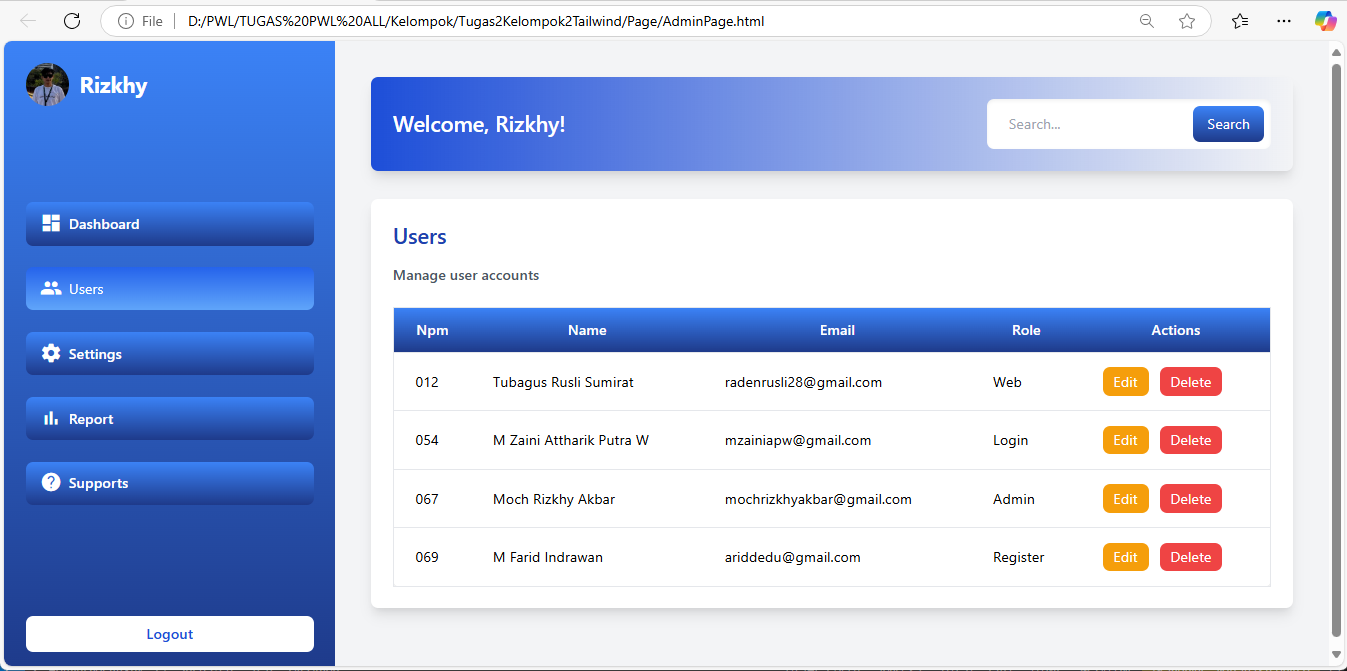 File D:/PWL/TUGAS%20PWL%20ALL/Kelompok/Tugas2Kelompok2Tailwind/Page/AdminPage.html
Rizkhy
Dashboard
Users
Settings
Report
Supports
Logout
Welcome, Rizkhy!
Search... Search
Users
Manage user accounts
Npm Name Email Role Actions
012 Tubagus Rusli Sumirat radenrusli28@gmail.com Web Edit Delete
054 M Zaini Attharik Putra W mzainiapw@gmail.com Login Edit Delete
067 Moch Rizkhy Akbar mochrizkhyakbar@gmail.com Admin Edit Delete
069 M Farid Indrawan ariddedu@gmail.com Register Edit Delete